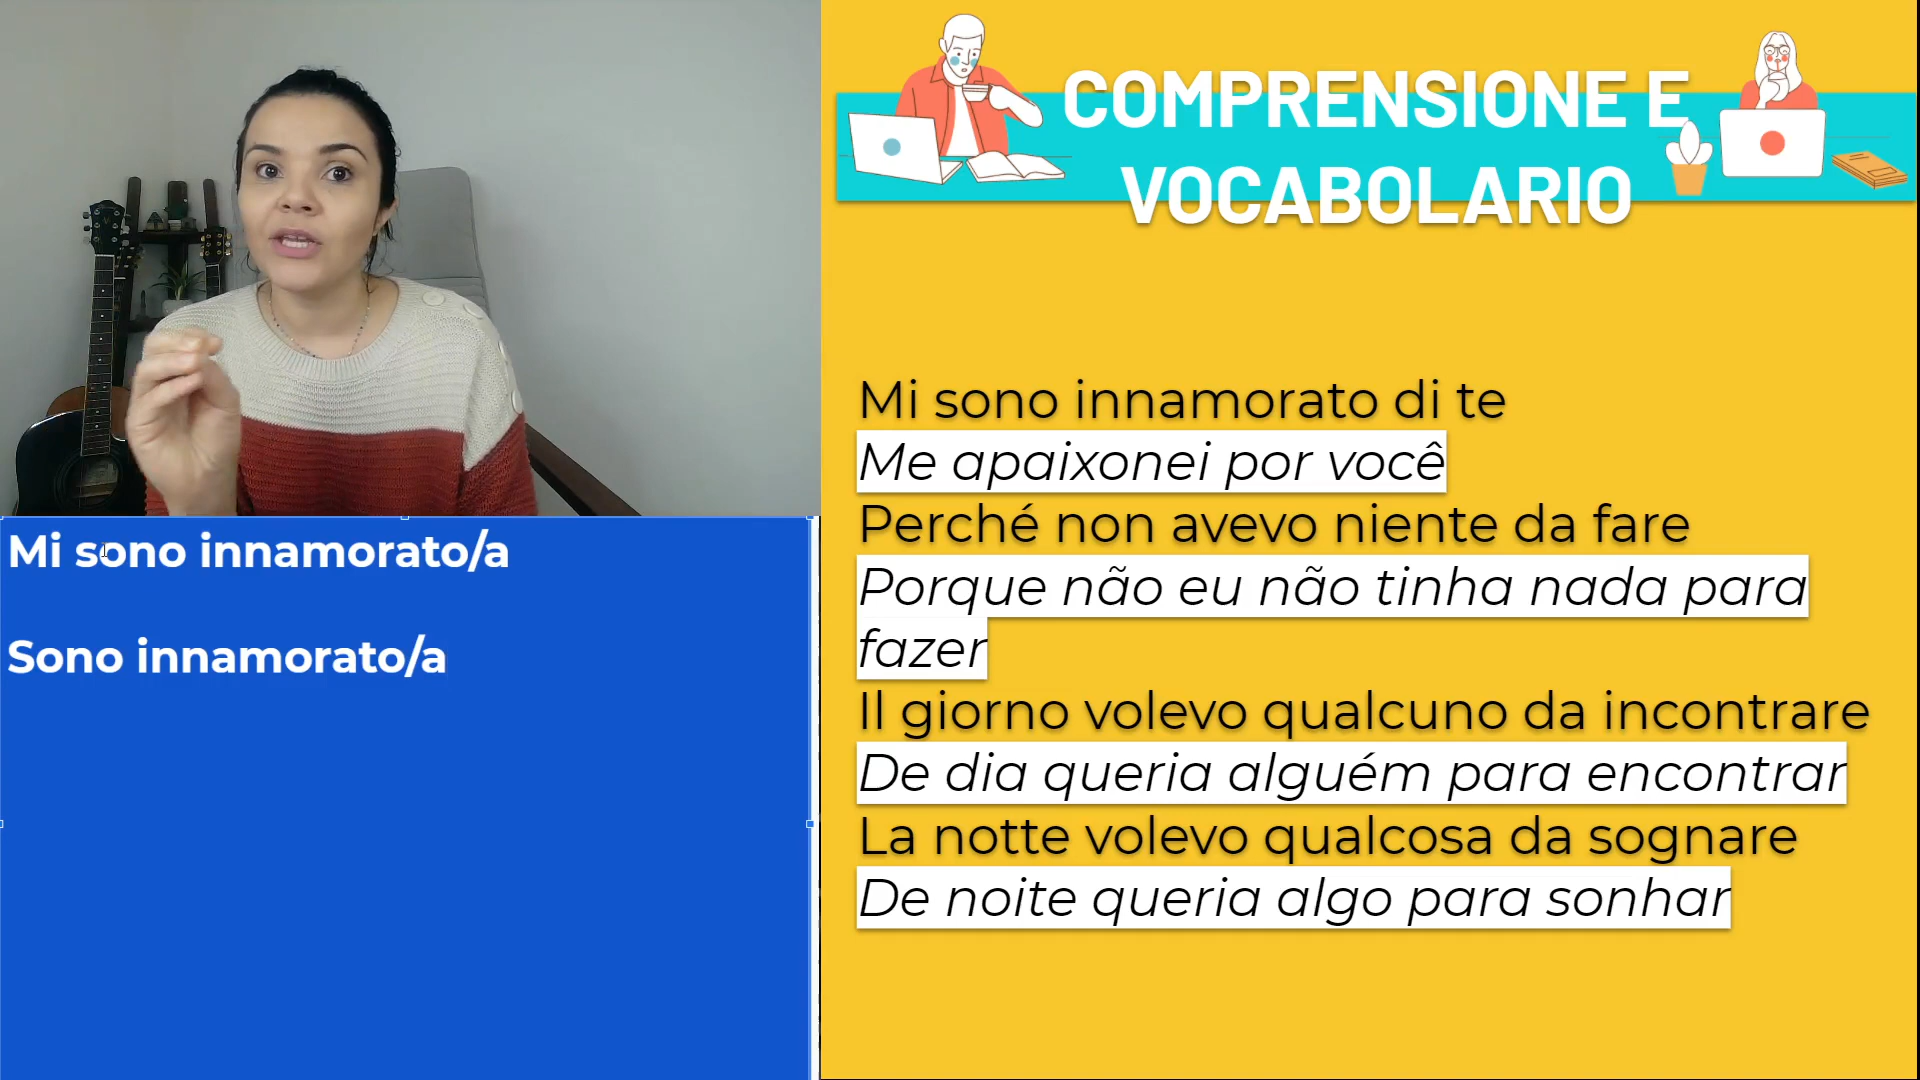 COMPRENSIONE E
VOCABOLARIO
Mi sono innamorato/a
Sono innamorato/a
Mi sono innamorato di te
Me apaixonei por você
Perché non avevo niente da fare
Porque não eu não tinha nada para
fazer
Il giorno volevo qualcuno da incontrare
De dia queria alguém para encontrar
La notte volevo qualcosa da sognare
De noite queria algo para sonhar